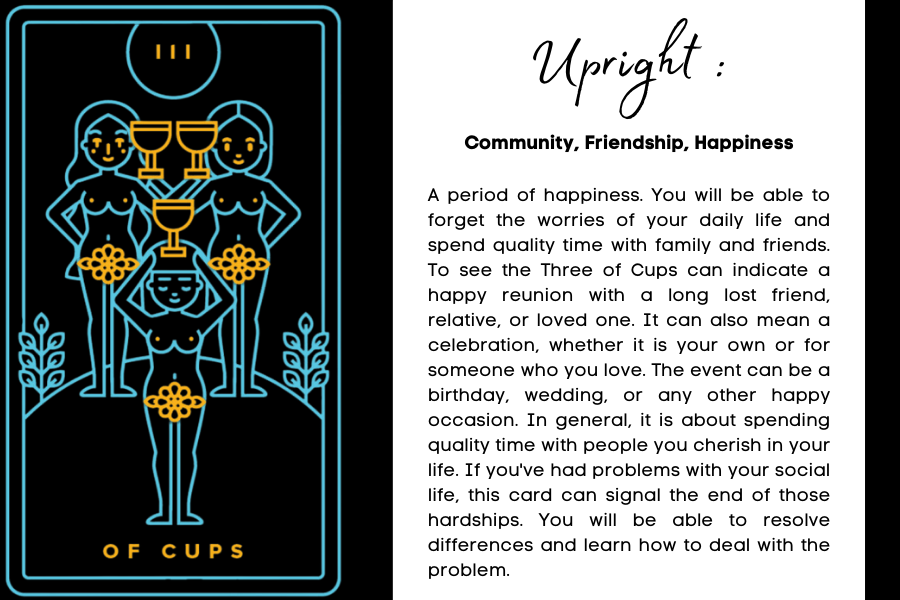 III
OF CUPS
Upright :
Community, Friendship, Happiness
A period of happiness. You will be able to
forget the worries of your daily life and
spend quality time with family and friends.
To see the Three of Cups can indicate a
happy reunion with a long lost friend,
relative, or loved one. It can also mean a
celebration, whether it is your own or for
someone who you love. The event can be a
birthday, wedding, or any other happy
occasion. In general, it is about spending
quality time with people you cherish in your
life. If you've had problems with your social
life, this card can signal the end of those
hardships. You will be able to resolve
differences and learn how to deal with the
problem.